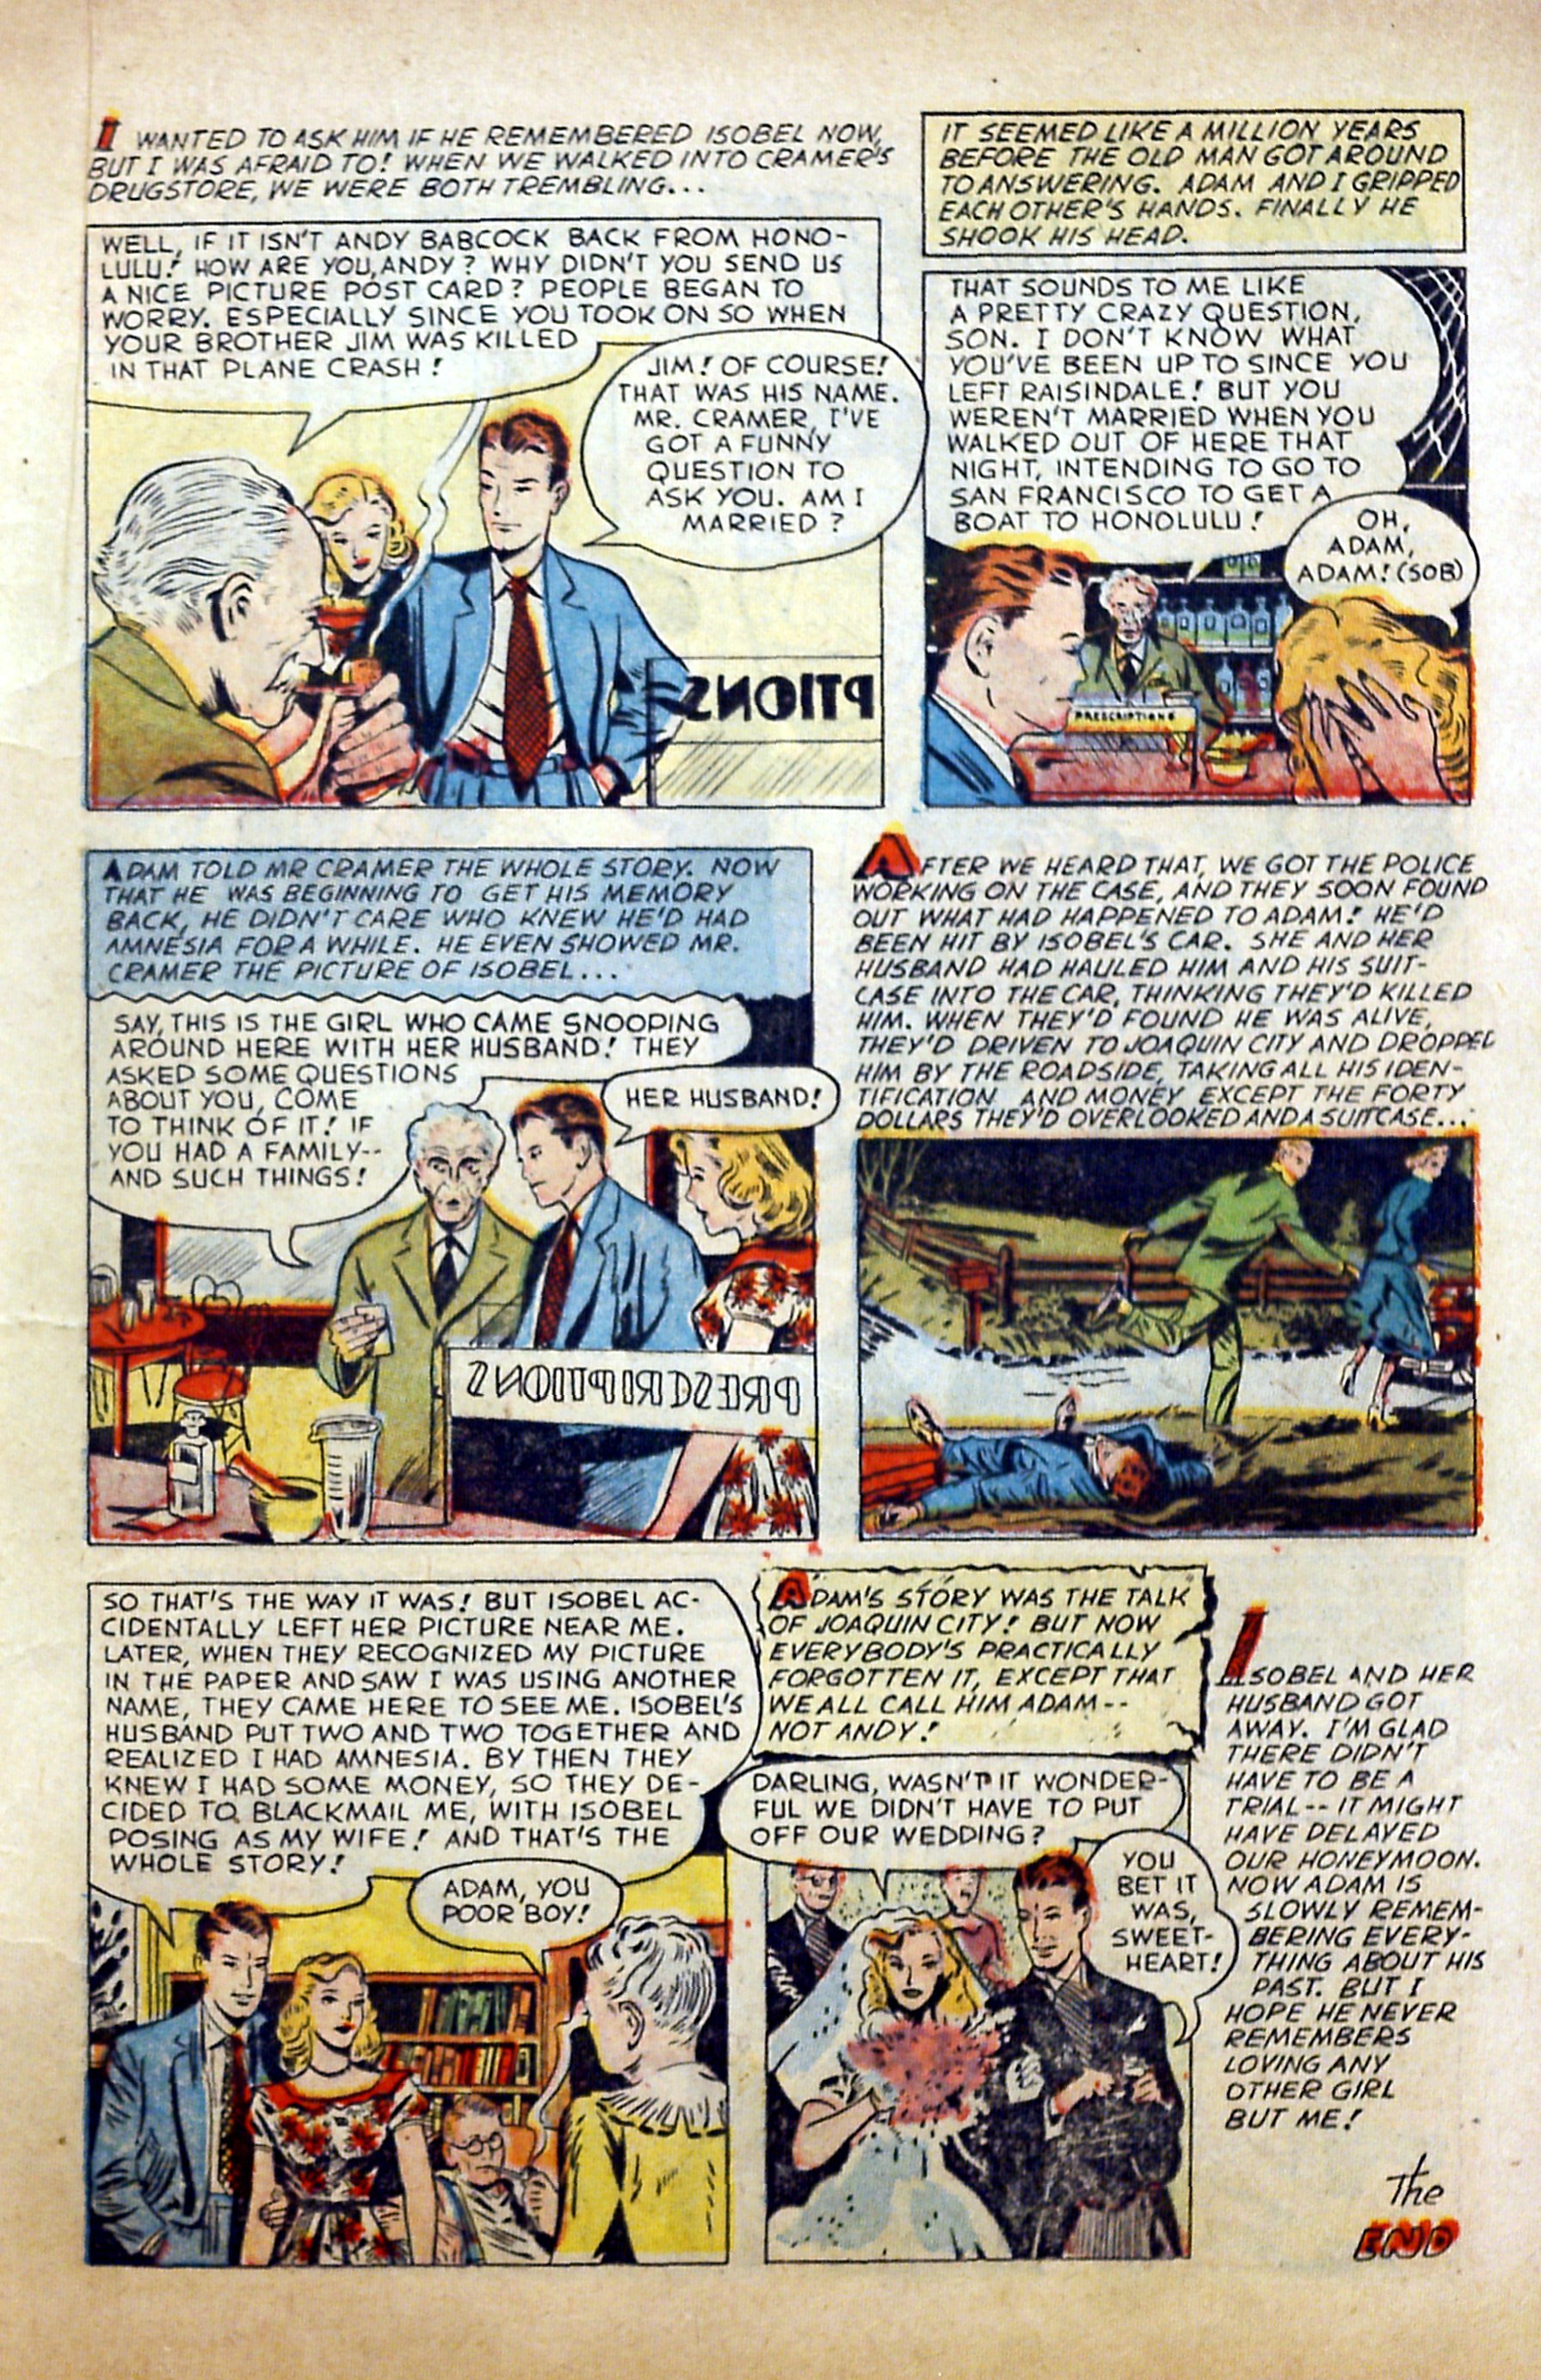 I WANTED TO ASK HIM IF HE REMEMBERED ISOBEL NOW,
BUT I WAS AFRAID TO! WHEN WE WALKED INTO CRAMER'S
DRUGSTORE, WE WERE BOTH TREMBLING...
WELL, IF IT ISN'T ANDY BABCOCK BACK FROM HONO-
LULU! HOW ARE YOU, ANDY? WHY DIDN'T YOU SEND US
A NICE PICTURE POST CARD? PEOPLE BEGAN TO
WORRY. ESPECIALLY SINCE YOU TOOK ON SO WHEN
YOUR BROTHER JIM WAS KILLED
IN THAT PLANE CRASH!
JIM! OF COURSE!
THAT WAS HIS NAME.
MR. CRAMER, I'VE
GOT A FUNNY
QUESTION TO
ASK YOU. AM I
MARRIED?
PTIONS
IT SEEMED LIKE A MILLION YEARS
BEFORE THE OLD MAN GOT AROUND
TO ANSWERING. ADAM AND I GRIPPED
EACH OTHER'S HANDS. FINALLY HE
SHOOK HIS HEAD.
THAT SOUNDS TO ME LIKE
A PRETTY CRAZY QUESTION,
SON. I DON'T KNOW WHAT
YOU'VE BEEN UP TO SINCE YOU
LEFT RAISINDALE! BUT YOU
WEREN'T MARRIED WHEN YOU
WALKED OUT OF HERE THAT
NIGHT, INTENDING TO GO TO
SAN FRANCISCO TO GET A
BOAT TO HONOLULU!
OH,
ADAM,
ADAM! (SOB)
PRESCRIPTIONS
ADAM TOLD MR CRAMER THE WHOLE STORY. NOW
THAT HE WAS BEGINNING TO GET HIS MEMORY
BACK, HE DIDN'T CARE WHO KNEW HE'D HAD
AMNESIA FOR A WHILE. HE EVEN SHOWED MR.
CRAMER THE PICTURE OF ISOBEL...
SAY, THIS IS THE GIRL WHO CAME SNOOPING
AROUND HERE WITH HER HUSBAND! THEY
ASKED SOME QUESTIONS
ABOUT YOU, COME
TO THINK OF IT! IF
YOU HAD A FAMILY--
AND SUCH THINGS!
HER HUSBAND!
PRESCRIPTIONS
AFTER WE HEARD THAT, WE GOT THE POLICE
WORKING ON THE CASE, AND THEY SOON FOUND
OUT WHAT HAD HAPPENED TO ADAM! HE'D
BEEN HIT BY ISOBEL'S CAR. SHE AND HER
HUSBAND HAD HAULED HIM AND HIS SUIT-
CASE INTO THE CAR, THINKING THEY'D KILLED
HIM. WHEN THEY'D FOUND HE WAS ALIVE,
THEY'D DRIVEN TO JOAQUIN CITY AND DROPPED
HIM BY THE ROADSIDE, TAKING ALL HIS IDEN-
TIFICATION AND MONEY EXCEPT THE FORTY
DOLLARS THEY'D OVERLOOKED AND A SUITCASE...
SO THAT'S THE WAY IT WAS! BUT ISOBEL AC-
CIDENTALLY LEFT HER PICTURE NEAR ME.
LATER, WHEN THEY RECOGNIZED MY PICTURE
IN THE PAPER AND SAW I WAS USING ANOTHER
NAME, THEY CAME HERE TO SEE ME. ISOBEL'S
HUSBAND PUT TWO AND TWO TOGETHER AND
REALIZED I HAD AMNESIA. BY THEN THEY
KNEW I HAD SOME MONEY, SO THEY DE-
CIDED TO BLACKMAIL ME, WITH ISOBEL
POSING AS MY WIFE! AND THAT'S THE
WHOLE STORY!
ADAM, YOU
POOR BOY!
ADAM'S STORY WAS THE TALK
OF JOAQUIN CITY! BUT NOW
EVERYBODY'S PRACTICALLY
FORGOTTEN IT, EXCEPT THAT
WE ALL CALL HIM ADAM--
NOT ANDY!
DARLING, WASN'T IT WONDER-
FUL WE DIDN'T HAVE TO PUT
OFF OUR WEDDING?
YOU
BET IT
WAS,
SWEET-
HEART!
ISOBEL AND HER
HUSBAND GOT
AWAY. I'M GLAD
THERE DIDN'T
HAVE TO BE A
TRIAL-- IT MIGHT
HAVE DELAYED
OUR HONEYMOON.
NOW ADAM IS
SLOWLY REMEM-
BERING EVERY-
THING ABOUT HIS
PAST. BUT I
HOPE HE NEVER
REMEMBERS
LOVING ANY
OTHER GIRL
BUT ME!
The
END